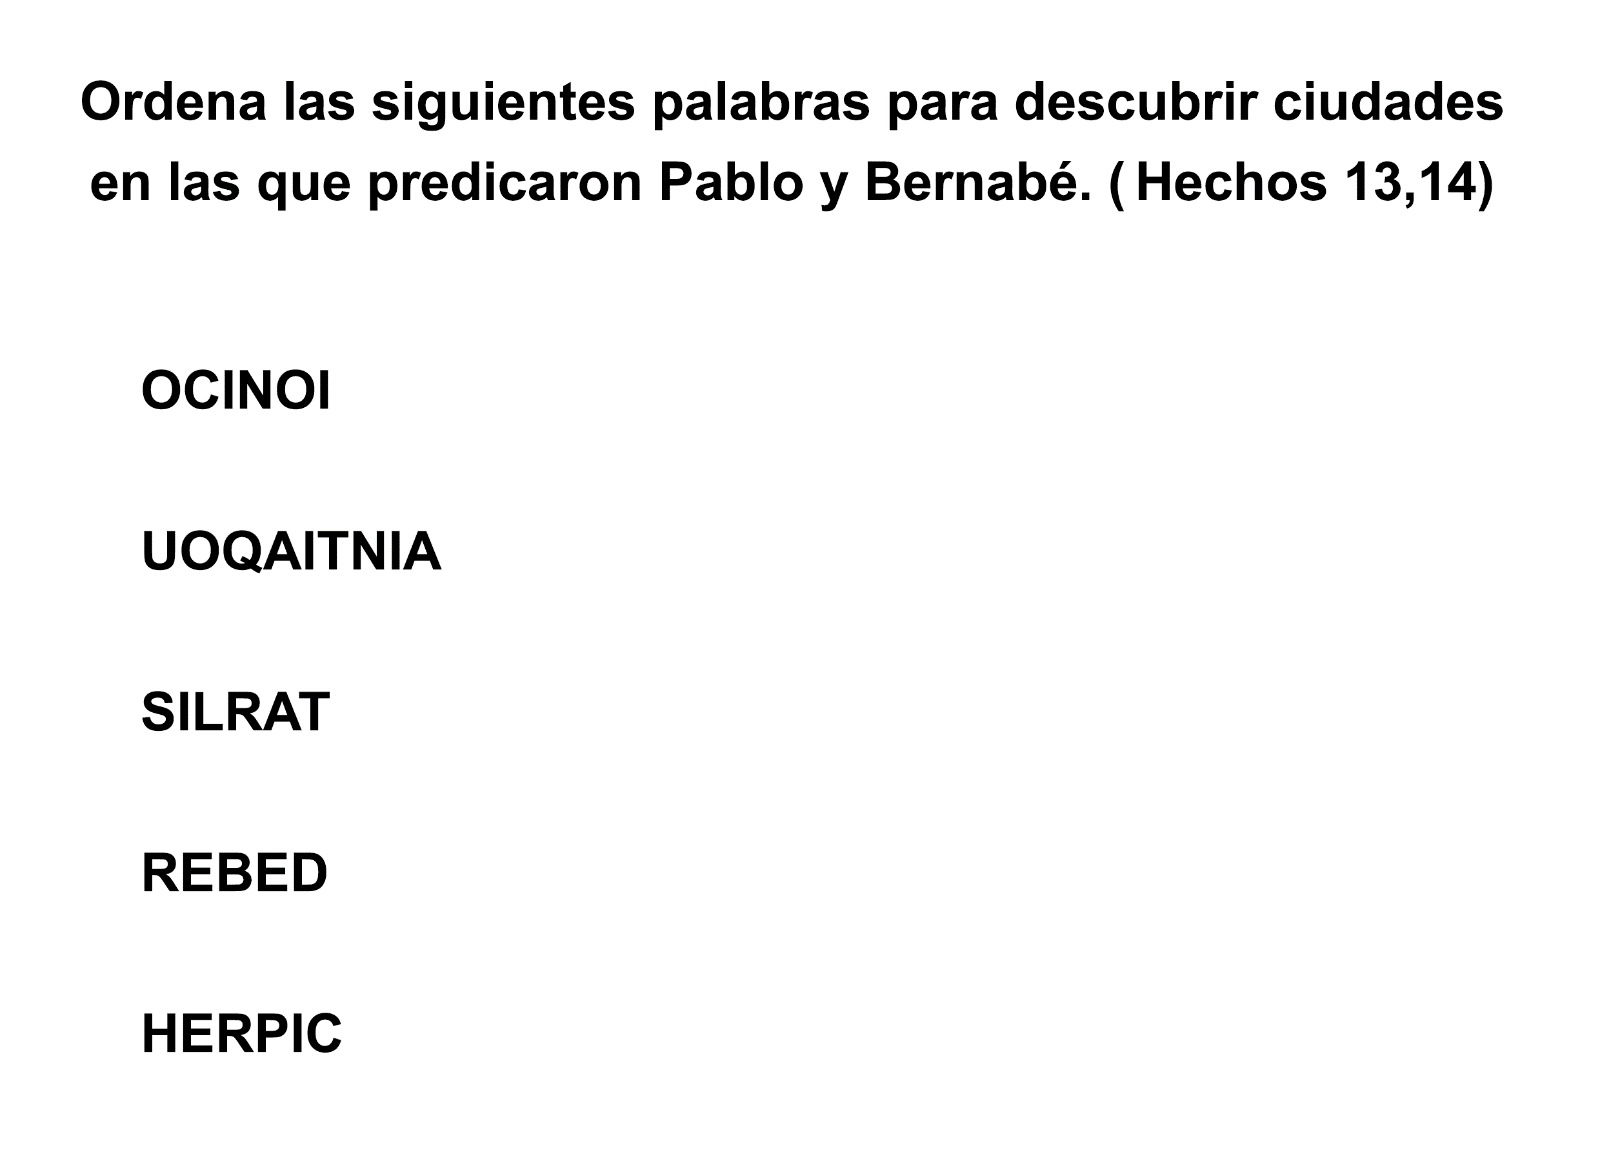 Ordena las siguientes palabras para descubrir ciudades
en las que predicaron Pablo y Bernabé. ( Hechos 13,14)
OCINOI
UOQAITNIA
SILRAT
REBED
HERPIC